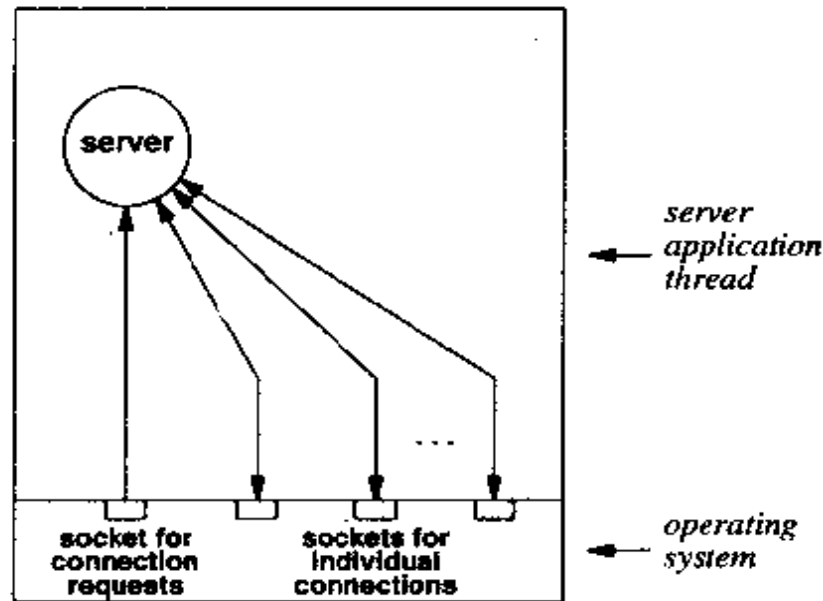 server
server
application
thread
...
socket for
connection
requests
sockets for
individual
connections
operating
system